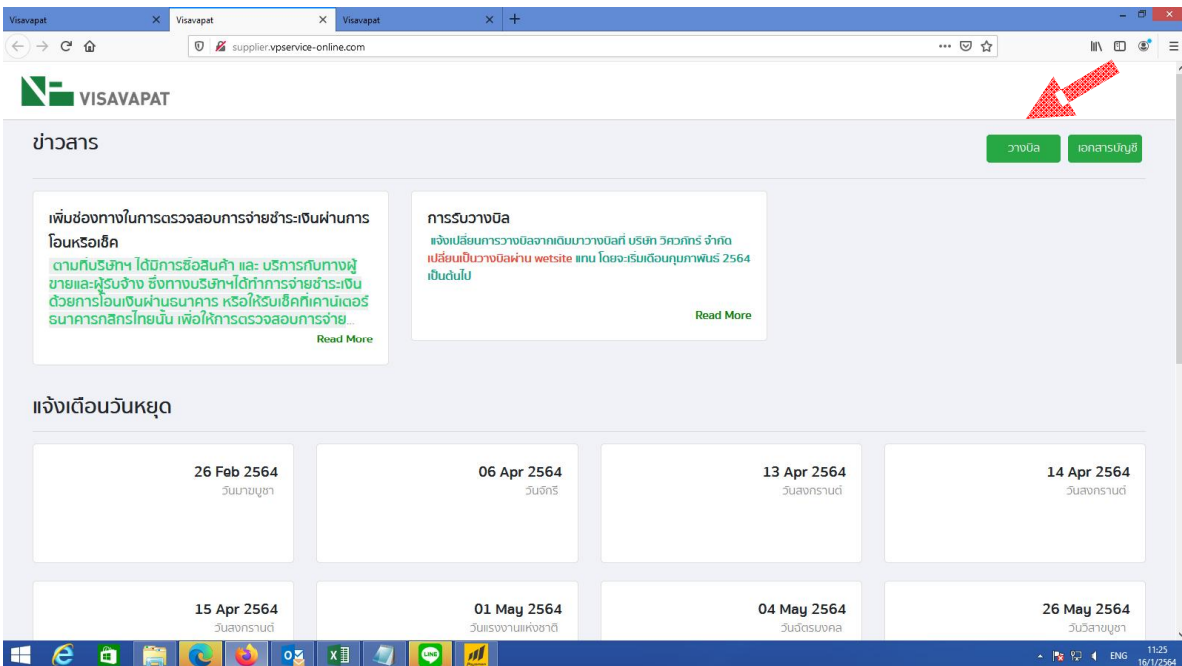 Visavapat
Visavapat
Visavapat
supplier.vpservice-online.com
VISAVAPAT
ข่าวสาร
วางบิล
เอกสารบัญชี
เพิ่มช่องทางในการตรวจสอบการจ่ายชำระเงินผ่านการ
โอนหรือเช็ค
ตามที่บริษัทฯ ได้มีการซื้อสินค้า และ บริการกับทางผู้
ขายและผู้รับจ้าง ซึ่งทางบริษัทฯได้ทำการจ่ายชำระเงิน
ด้วยการโอนเงินผ่านธนาคาร หรือให้รับเช็คที่เคาน์เตอร์
ธนาคารกสิกรไทยนั้น เพื่อให้การตรวจสอบการจ่าย...
Read More
การรับวางบิล
แจ้งเปลี่ยนการวางบิลจากเดิมมาวางบิลที่ บริษัท วิศวภัทร์ จำกัด
เปลี่ยนเป็นวางบิลผ่าน wetsite แทน โดยจะเริ่มเดือนกุมภาพันธ์ 2564
เป็นต้นไป
Read More
แจ้งเตือนวันหยุด
26 Feb 2564
วันมาฆบูชา
06 Apr 2564
วันจักรี
13 Apr 2564
วันสงกรานต์
14 Apr 2564
วันสงกรานต์
15 Apr 2564
วันสงกรานต์
01 May 2564
วันแรงงานแห่งชาติ
04 May 2564
วันฉัตรมงคล
26 May 2564
วันวิสาขบูชา
LINE
ENG
11:25
16/1/2564